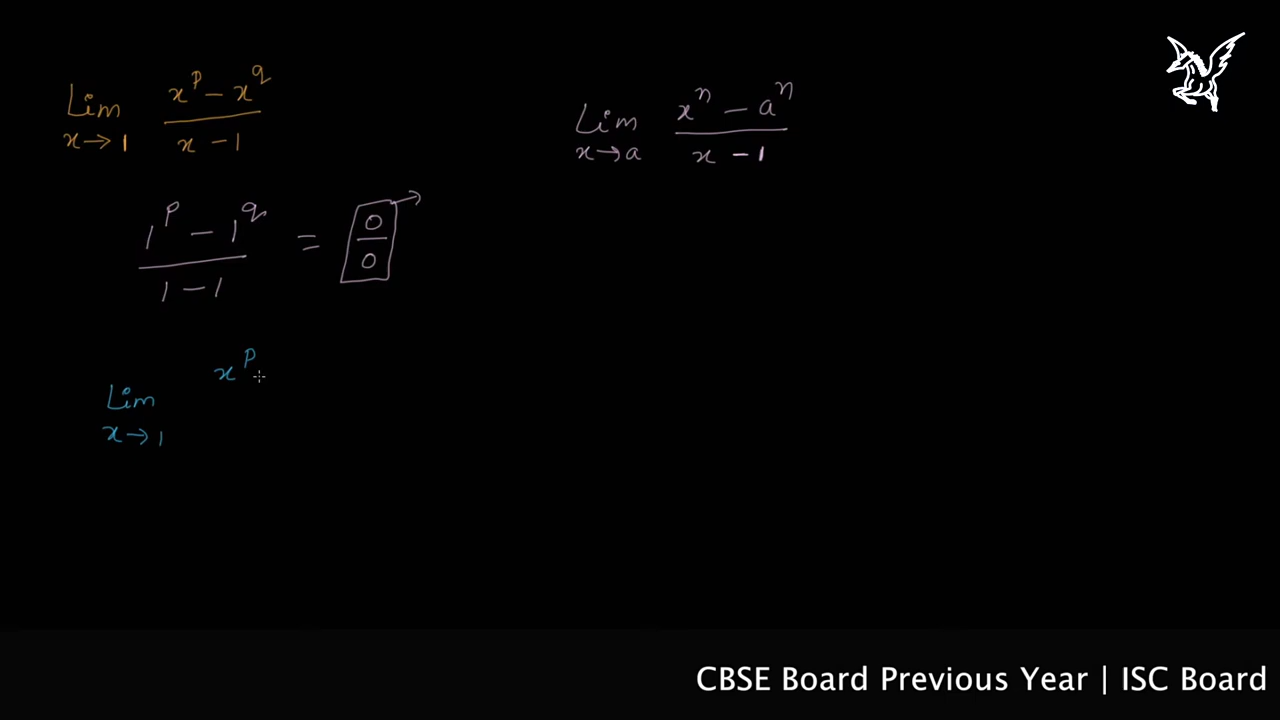 Lim x→1 x^p − x^q / x − 1
1^p − 1^q / 1 − 1 = 0/0 →
Lim x→1 x^p
Lim x→a x^n − a^n / x − 1
CBSE Board Previous Year | ISC Board